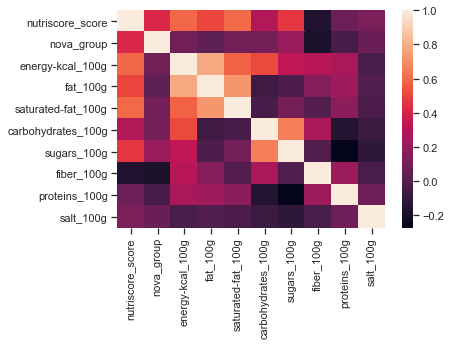 nutriscore_score
nova_group
energy-kcal_100g
fat_100g
saturated-fat_100g
carbohydrates_100g
sugars_100g
fiber_100g
proteins_100g
salt_100g
nutriscore_score
nova_group
energy-kcal_100g
fat_100g
saturated-fat_100g
carbohydrates_100g
sugars_100g
fiber_100g
proteins_100g
salt_100g
1.0
0.8
0.6
0.4
0.2
0.0
−0.2